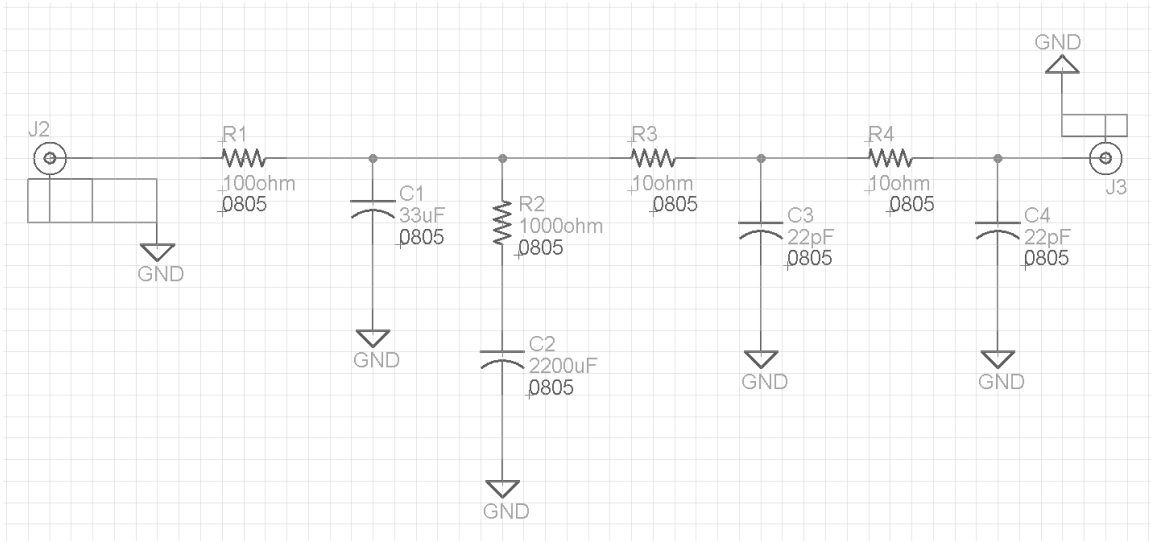 GND
J2
R1
100ohm
0805
C1
33uF
0805
R2
1000ohm
0805
R3
10ohm
0805
C3
22pF
0805
R4
10ohm
0805
C4
22pF
0805
J3
GND
GND
C2
2200uF
0805
GND
GND
GND